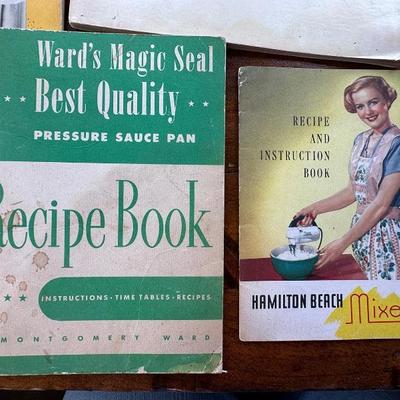 Ward's Magic Seal
Best Quality
PRESSURE SAUCE PAN
Recipe Book
INSTRUCTIONS · TIME TABLES · RECIPES
MONTGOMERY WARD
RECIPE
AND
INSTRUCTION
BOOK
HAMILTON BEACH Mixe